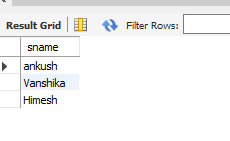 Result Grid Filter Rows:
sname
ankush
Vanshika
Himesh